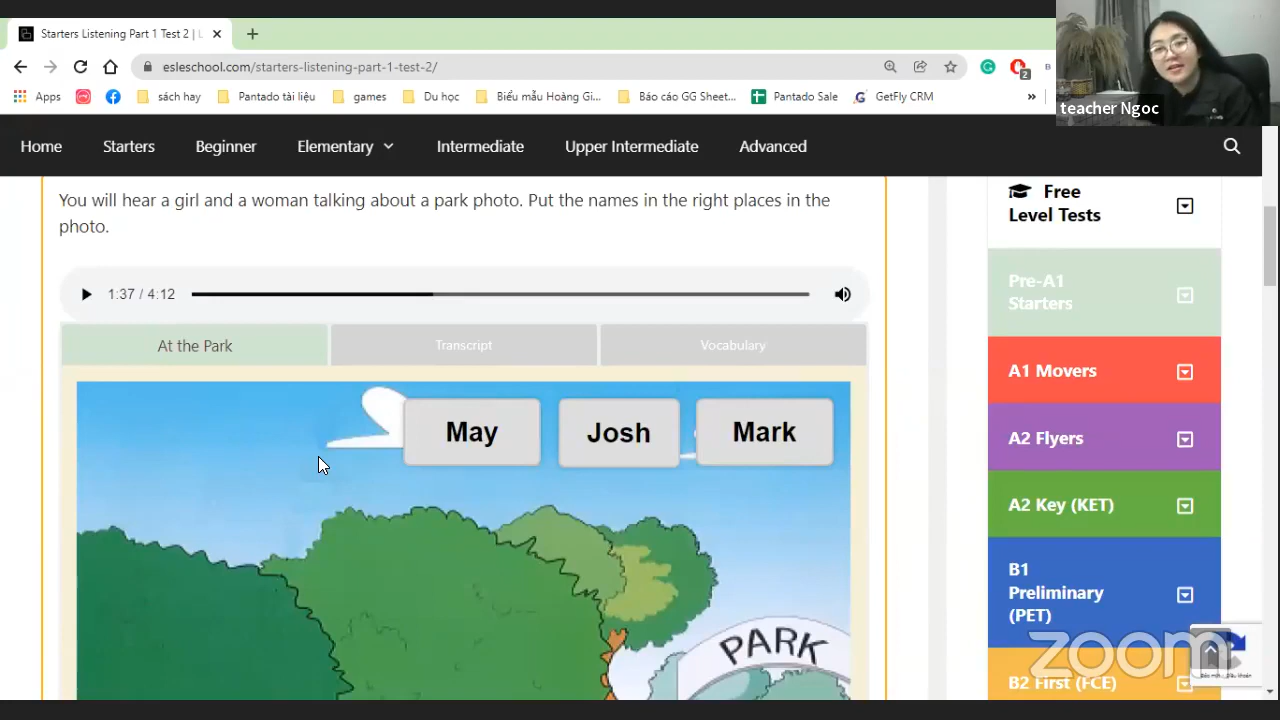 Starters Listening Part 1 Test 2 | L
esleschool.com/starters-listening-part-1-test-2/
2
B
Apps
sách hay
Pantado tài liệu
games
Du học
Biểu mẫu Hoàng Gi...
Báo cáo GG Sheet...
Pantado Sale
GetFly CRM
»
teacher Ngoc
Home
Starters
Beginner
Elementary
Intermediate
Upper Intermediate
Advanced
You will hear a girl and a woman talking about a park photo. Put the names in the right places in the
photo.
1:37 / 4:12
At the Park
Transcript
Vocabulary
May
Josh
Mark
PARK
Free
Level Tests
Pre-A1
Starters
A1 Movers
A2 Flyers
A2 Key (KET)
B1
Preliminary
(PET)
B2 First (FCE)
zoom